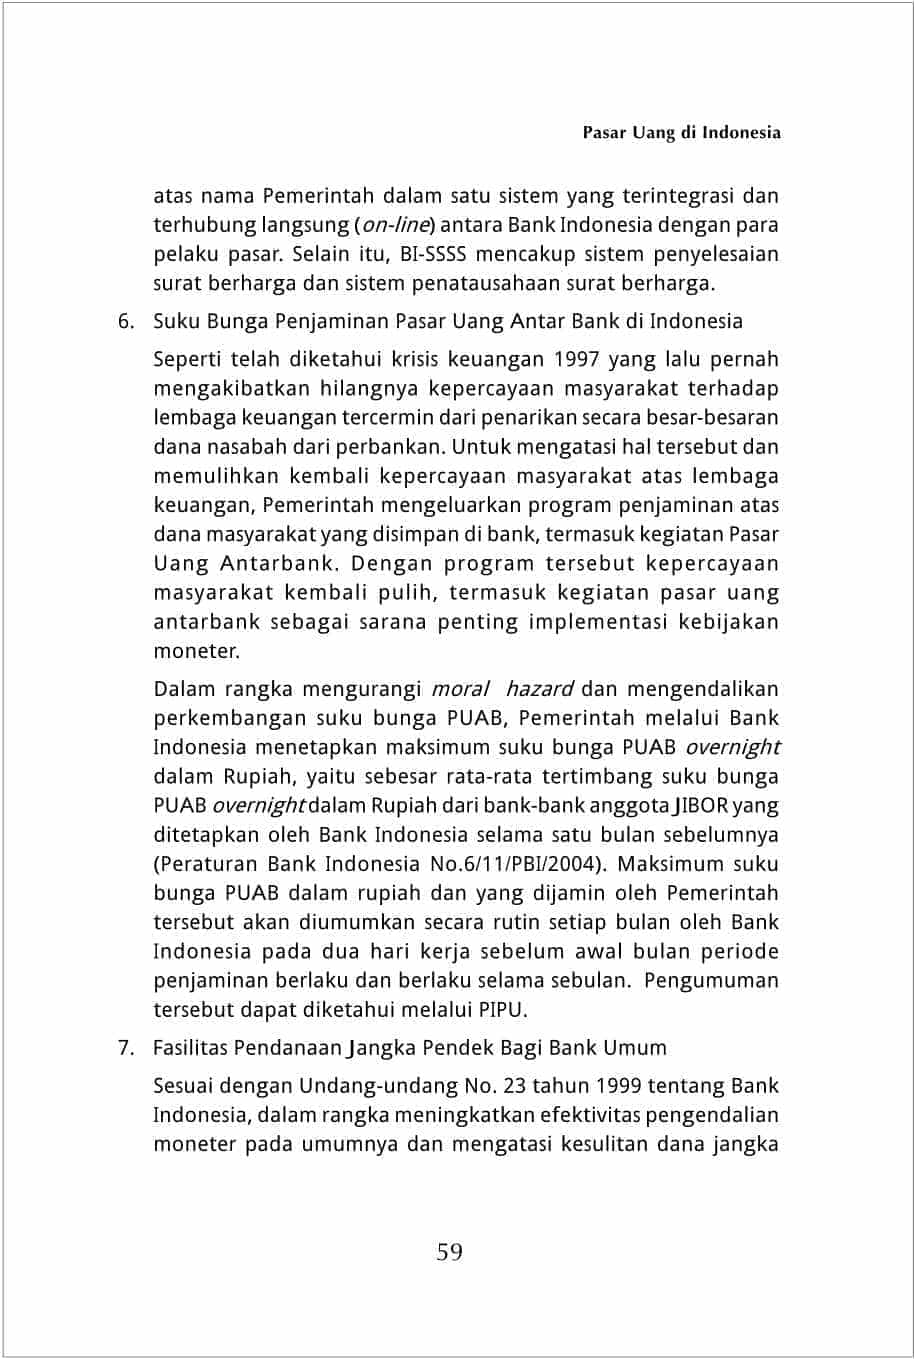 Pasar Uang di Indonesia
atas nama Pemerintah dalam satu sistem yang terintegrasi dan
terhubung langsung (on-line) antara Bank Indonesia dengan para
pelaku pasar. Selain itu, BI-SSSS mencakup sistem penyelesaian
surat berharga dan sistem penatausahaan surat berharga.
6. Suku Bunga Penjaminan Pasar Uang Antar Bank di Indonesia
Seperti telah diketahui krisis keuangan 1997 yang lalu pernah
mengakibatkan hilangnya kepercayaan masyarakat terhadap
lembaga keuangan tercermin dari penarikan secara besar-besaran
dana nasabah dari perbankan. Untuk mengatasi hal tersebut dan
memulihkan kembali kepercayaan masyarakat atas lembaga
keuangan, Pemerintah mengeluarkan program penjaminan atas
dana masyarakat yang disimpan di bank, termasuk kegiatan Pasar
Uang Antarbank. Dengan program tersebut kepercayaan
masyarakat kembali pulih, termasuk kegiatan pasar uang
antarbank sebagai sarana penting implementasi kebijakan
moneter.
Dalam rangka mengurangi moral hazard dan mengendalikan
perkembangan suku bunga PUAB, Pemerintah melalui Bank
Indonesia menetapkan maksimum suku bunga PUAB overnight
dalam Rupiah, yaitu sebesar rata-rata tertimbang suku bunga
PUAB overnight dalam Rupiah dari bank-bank anggota JIBOR yang
ditetapkan oleh Bank Indonesia selama satu bulan sebelumnya
(Peraturan Bank Indonesia No.6/11/PBI/2004). Maksimum suku
bunga PUAB dalam rupiah dan yang dijamin oleh Pemerintah
tersebut akan diumumkan secara rutin setiap bulan oleh Bank
Indonesia pada dua hari kerja sebelum awal bulan periode
penjaminan berlaku dan berlaku selama sebulan. Pengumuman
tersebut dapat diketahui melalui PIPU.
7. Fasilitas Pendanaan Jangka Pendek Bagi Bank Umum
Sesuai dengan Undang-undang No. 23 tahun 1999 tentang Bank
Indonesia, dalam rangka meningkatkan efektivitas pengendalian
moneter pada umumnya dan mengatasi kesulitan dana jangka
59